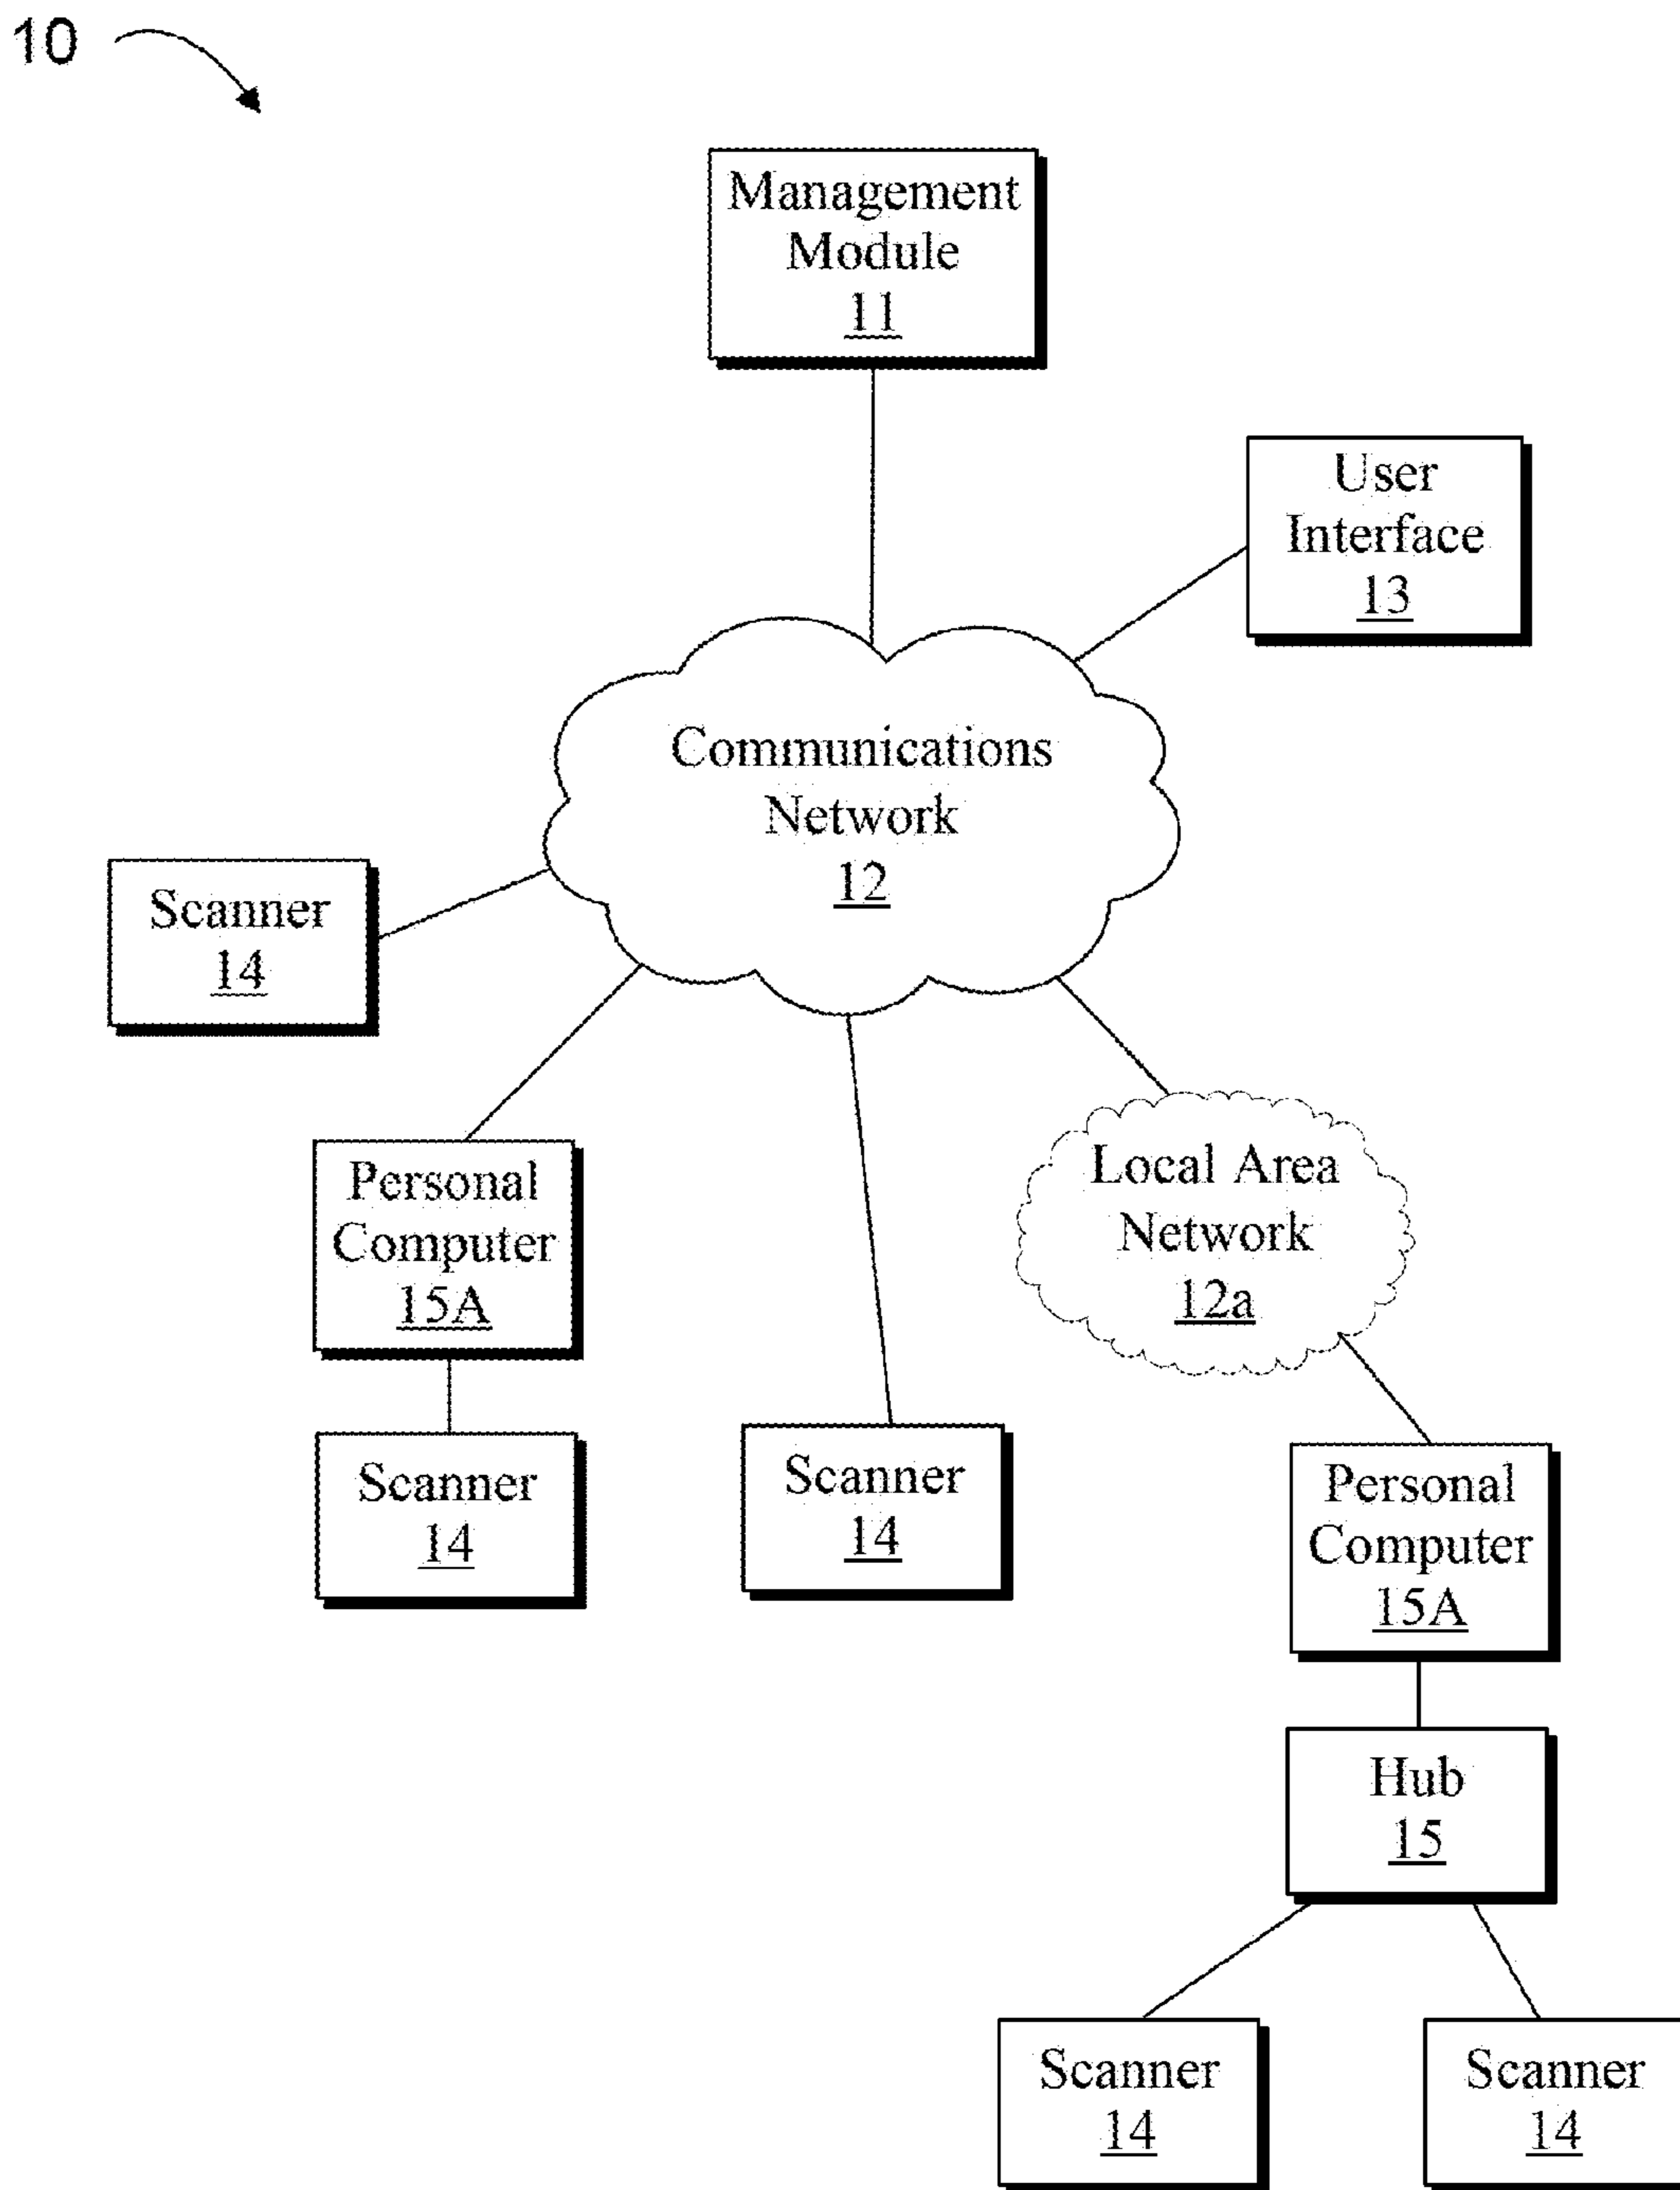 10
Management
Module
11
User
Interface
13
Communications
Network
12
Scanner
14
Personal
Computer
15A
Local Area
Network
12a
Scanner
14
Scanner
14
Personal
Computer
15A
Hub
15
Scanner
14
Scanner
14